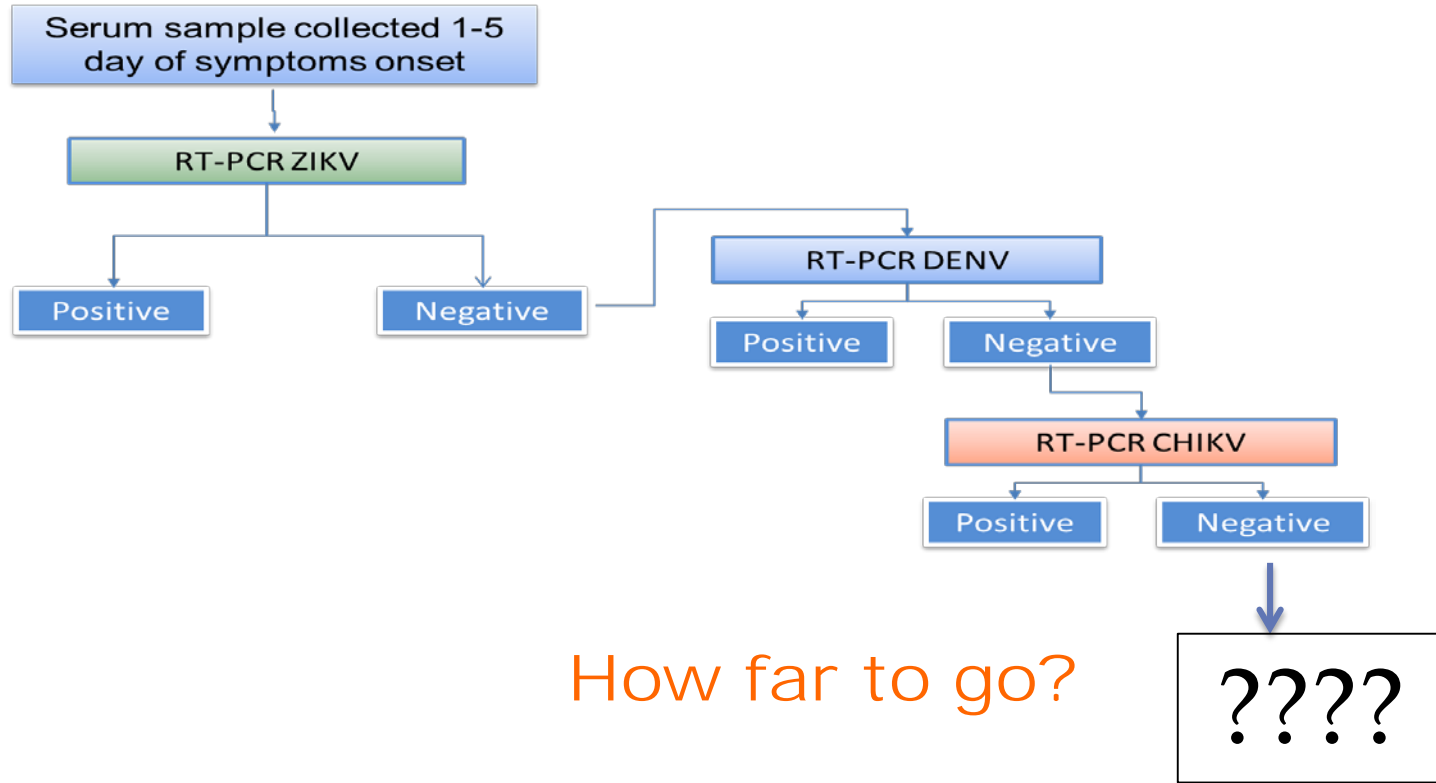 Serum sample collected 1-5
day of symptoms onset
RT-PCR ZIKV
Positive
Negative
RT-PCR DENV
Positive
Negative
RT-PCR CHIKV
Positive
Negative
How far to go?
????